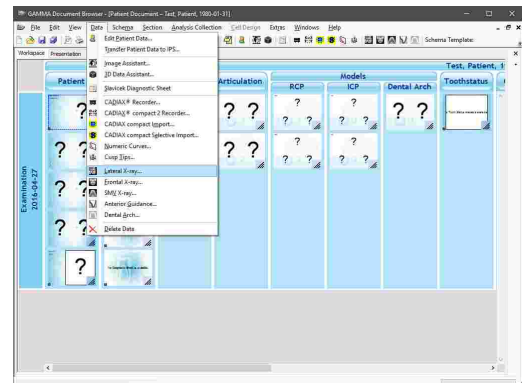 GAMMA Document Browser - [Patient Document - Test, Patient, 1980-01-31]
File Edit View Data Schema Section Analysis Collection Cell Design Extras Windows Help
Schema Template:
Workspace Presentation
Edit Patient Data...
Transfer Patient Data to IPS...
Image Assistant...
3D Data Assistant...
Slavicek Diagnostic Sheet
CADIAX® Recorder...
CADIAX® compact 2 Recorder...
CADIAX compact Import...
CADIAX compact Selective Import...
Numeric Curves...
Cusp Tips...
Lateral X-ray...
Frontal X-ray...
SMV X-ray...
Anterior Guidance...
Dental Arch...
Delete Data
Test, Patient, 1
Patient
Articulation
Models
RCP
ICP
Dental Arch
Toothstatus
Examination
2016-04-27
? ? ? ? ? ?
? ? ? ?
? ? ? ? ?
? ? ? ?
? ?
? ?
? ?
?